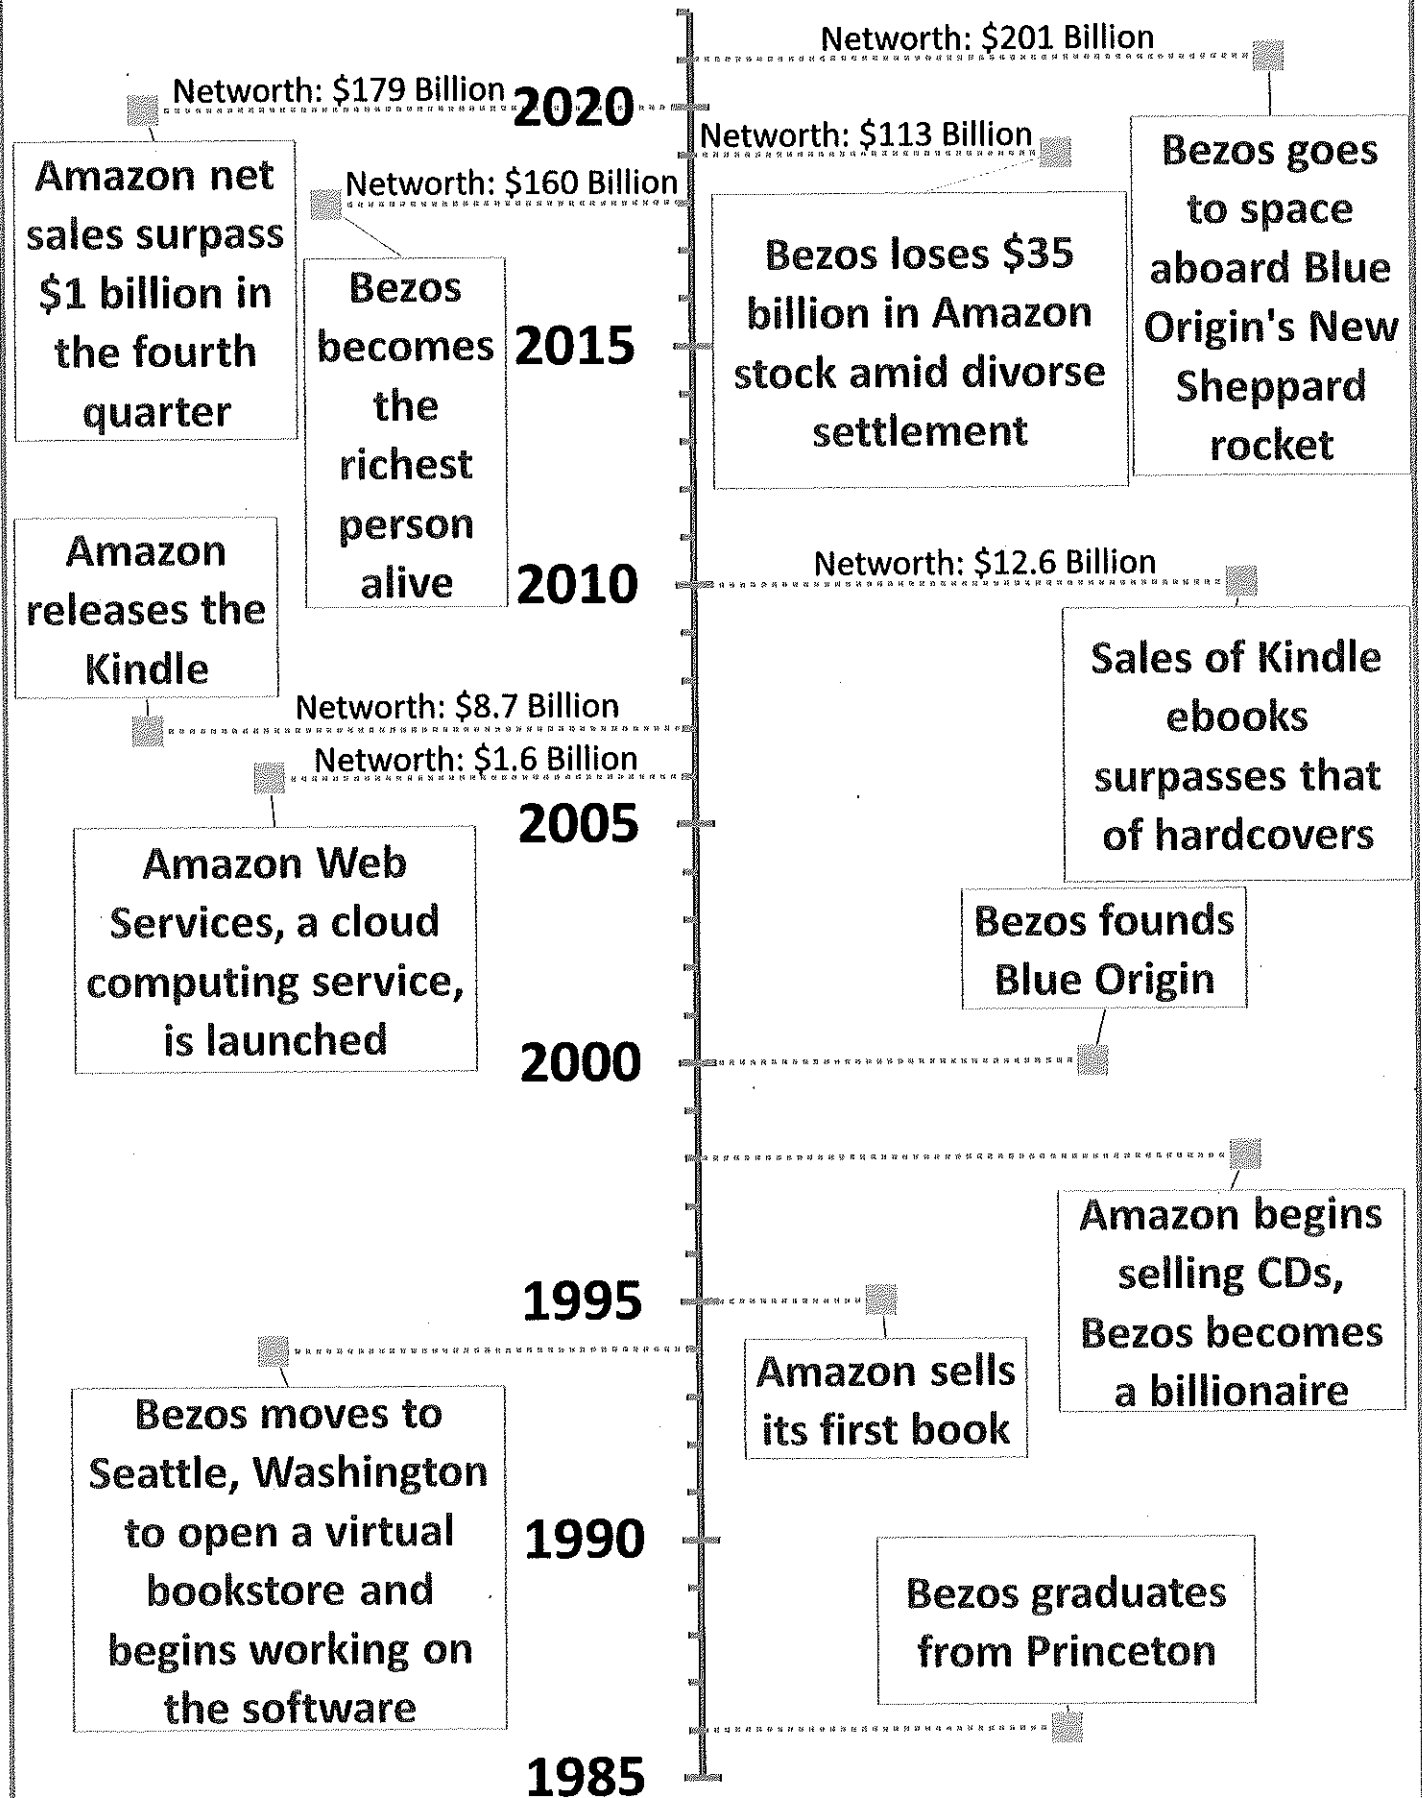 Networth: $201 Billion
Networth: $179 Billion
2020
Networth: $113 Billion
Networth: $160 Billion
Amazon net
sales surpass
$1 billion in
the fourth
quarter
Bezos
becomes
the
richest
person
alive
2015
Bezos loses $35
billion in Amazon
stock amid divorse
settlement
Bezos goes
to space
aboard Blue
Origin's New
Sheppard
rocket
Amazon
releases the
Kindle
2010
Networth: $12.6 Billion
Sales of Kindle
ebooks
surpasses that
of hardcovers
Networth: $8.7 Billion
Networth: $1.6 Billion
2005
Amazon Web
Services, a cloud
computing service,
is launched
Bezos founds
Blue Origin
2000
Amazon begins
selling CDs,
Bezos becomes
a billionaire
1995
Amazon sells
its first book
Bezos moves to
Seattle, Washington
to open a virtual
bookstore and
begins working on
the software
1990
Bezos graduates
from Princeton
1985